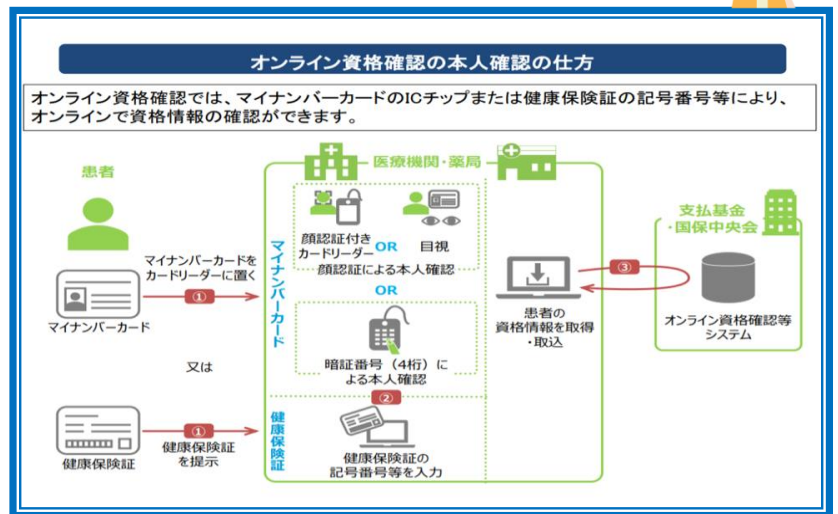 オンライン資格確認の本人確認の仕方
オンライン資格確認では、マイナンバーカードのICチップまたは健康保険証の記号番号等により、
オンラインで資格情報の確認ができます。
患者
医療機関・薬局
支払基金
・国保中央会
マイナンバーカードを
カードリーダーに置く
①
マイナンバーカード
又は
①
健康保険証
を提示
健康保険証
マイナンバーカード
顔認証付き
カードリーダー
OR
目視
顔認証による本人確認
OR
暗証番号（4桁）に
よる本人確認
②
健康保険証
健康保険証の
記号番号等を入力
患者の
資格情報を取得
・取込
③
オンライン資格確認等
システム